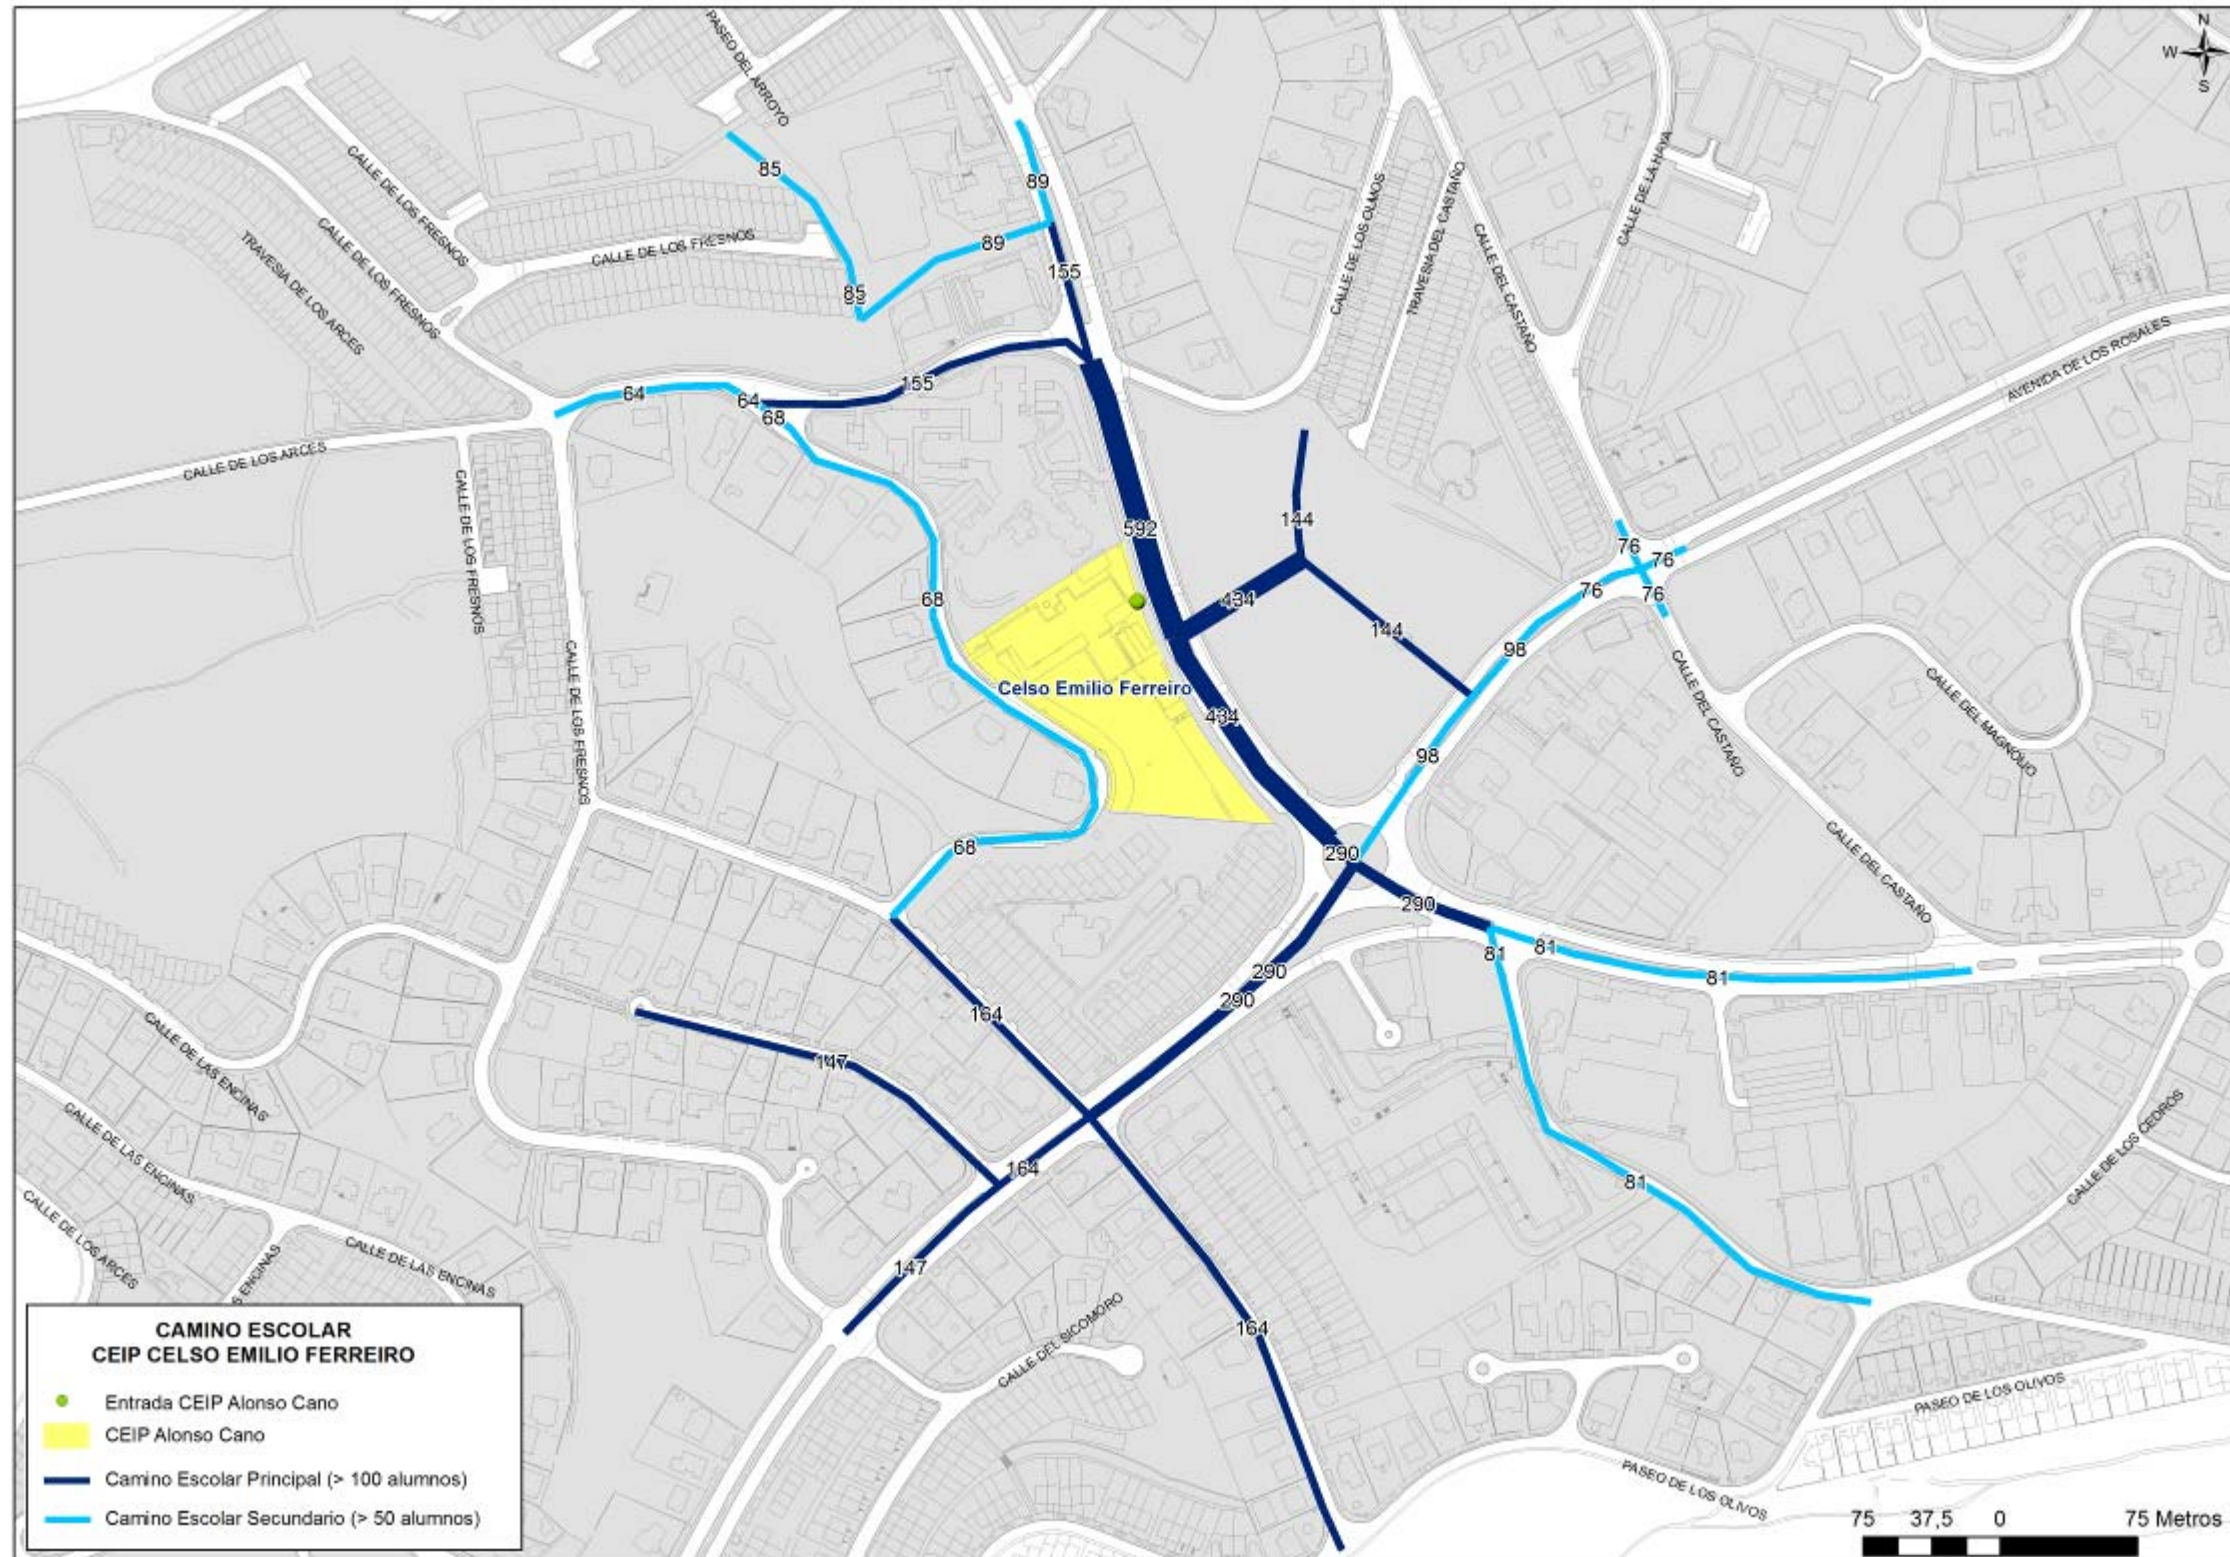 PASEO DEL ARROYO
N
W
S
CALLE DE LOS FRESNOS
CALLE DE LOS FRESNOS
TRAVESIA DE LOS ARCES
CALLE DE LOS FRESNOS
85
89
89
85
155
CALLE DE LOS OLMOS
TRAVESIA DEL CASTAÑO
CALLE DEL CASTAÑO
CALLE DE LA HAYA
AVENIDA DE LOS ROSALES
64
64
68
155
CALLE DE LOS ARCES
CALLE DE LOS FRESNOS
CALLE DE LOS FRESNOS
592
144
434
144
76
76
76
76
98
68
Celso Emilio Ferreiro
434
98
CALLE DEL CASTAÑO
CALLE DEL MAGNOLIO
CALLE DEL CASTAÑO
68
290
290
81
81
81
290
290
164
147
164
147
164
81
CALLE DE LAS ENCINAS
CALLE DE LAS ENCINAS
CALLE DE LOS ARCES
ENCINAS
CALLE DE LAS ENCINAS
CALLE DEL SICOMORO
CALLE DE LOS CEDROS
PASEO DE LOS OLIVOS
PASEO DE LOS OLIVOS
CAMINO ESCOLAR
CEIP CELSO EMILIO FERREIRO
Entrada CEIP Alonso Cano
CEIP Alonso Cano
Camino Escolar Principal (> 100 alumnos)
Camino Escolar Secundario (> 50 alumnos)
75 37,5 0 75 Metros